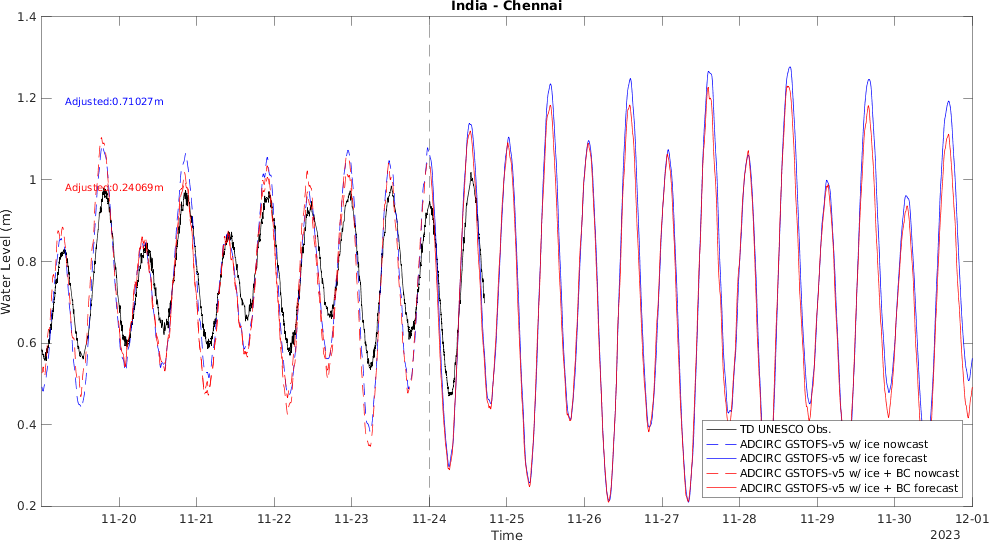 India - Chennai
Water Level (m)
1.4
1.2
1
0.8
0.6
0.4
0.2
Adjusted:0.71027m
Adjusted:0.24069m
TD UNESCO Obs.
ADCIRC GSTOFS-v5 w/ ice nowcast
ADCIRC GSTOFS-v5 w/ ice forecast
ADCIRC GSTOFS-v5 w/ ice + BC nowcast
ADCIRC GSTOFS-v5 w/ ice + BC forecast
11-20 11-21 11-22 11-23 11-24 11-25 11-26 11-27 11-28 11-29 11-30 12-01
Time
2023